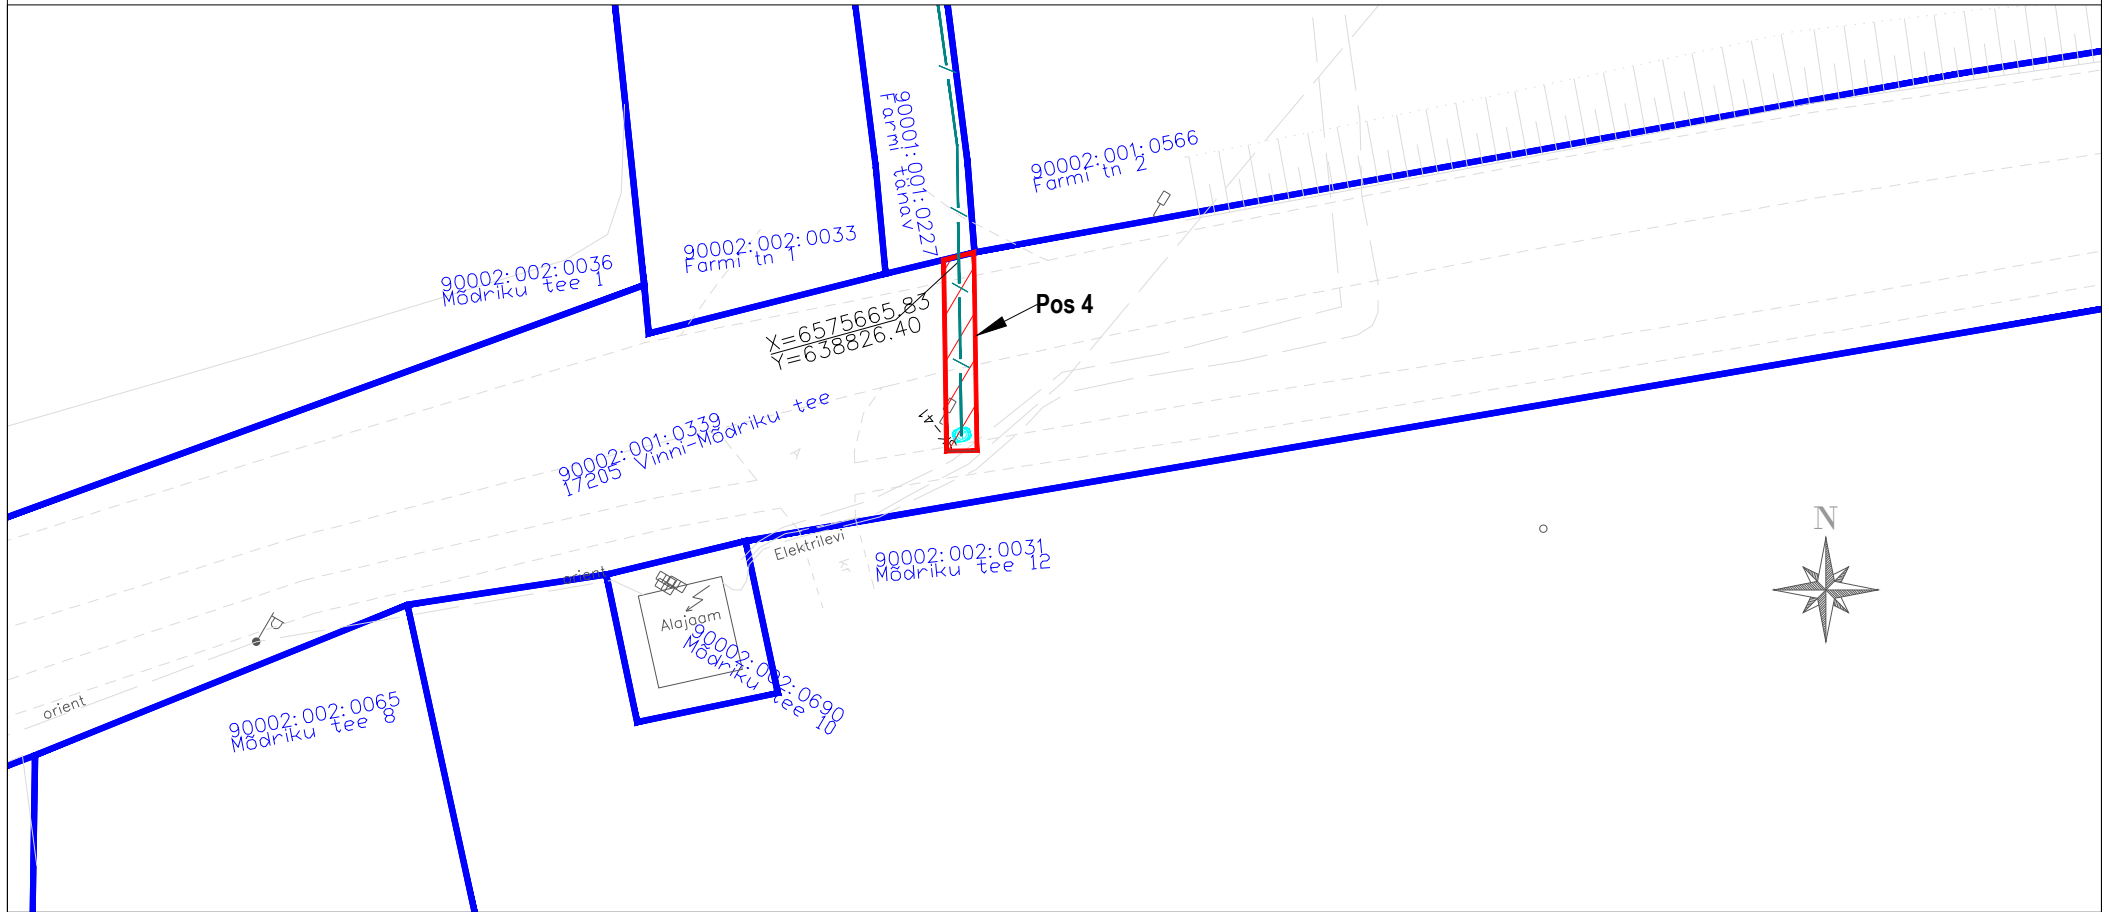 90001:001:0227
Farmi tänav
90002:001:0566
Farmi tn 2
90002:002:0033
Farmi tn 1
90002:002:0036
Mõdriku tee 1
X=6575665.83
Y=638826.40
Pos 4
90002:001:0339
17205 Vinni-Mõdriku tee
A
-41
N
Elektrilevi
kr
90002:002:0031
Mõdriku tee 12
orient
Alajaam
90002:002:0690
Mõdriku tee 10
orient
90002:002:0065
Mõdriku tee 8